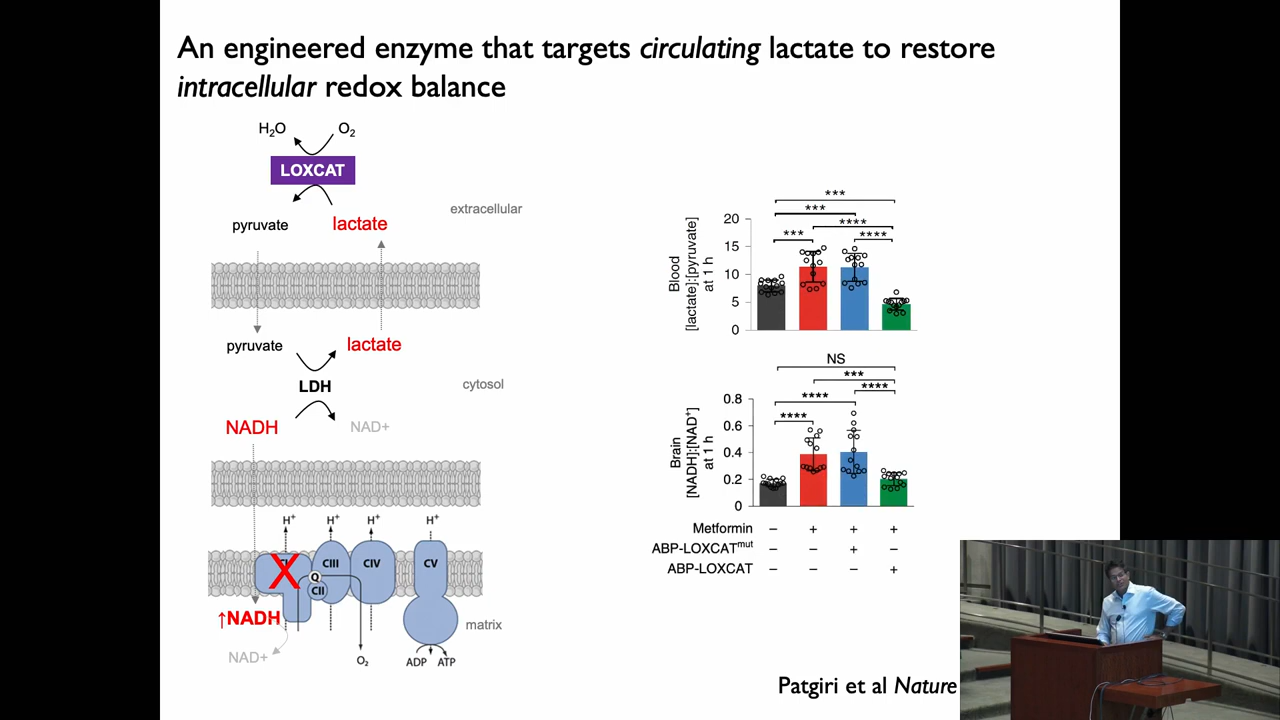 An engineered enzyme that targets circulating lactate to restore
intracellular redox balance
H2O
O2
LOXCAT
pyruvate
lactate
extracellular
pyruvate
lactate
LDH
cytosol
NADH
NAD+
H+
H+
H+
H+
CIII
CIV
CV
Q
CII
↑NADH
NAD+
O2
ADP
ATP
matrix
***
***
****
***
****
Blood
[lactate]:[pyruvate]
at 1 h
20
15
10
5
0
NS
***
****
****
****
Brain
[NADH]:[NAD+]
at 1 h
0.8
0.6
0.4
0.2
0
Metformin – + + +
ABP-LOXCATmut – – + –
ABP-LOXCAT – – – +
Patgiri et al Nature